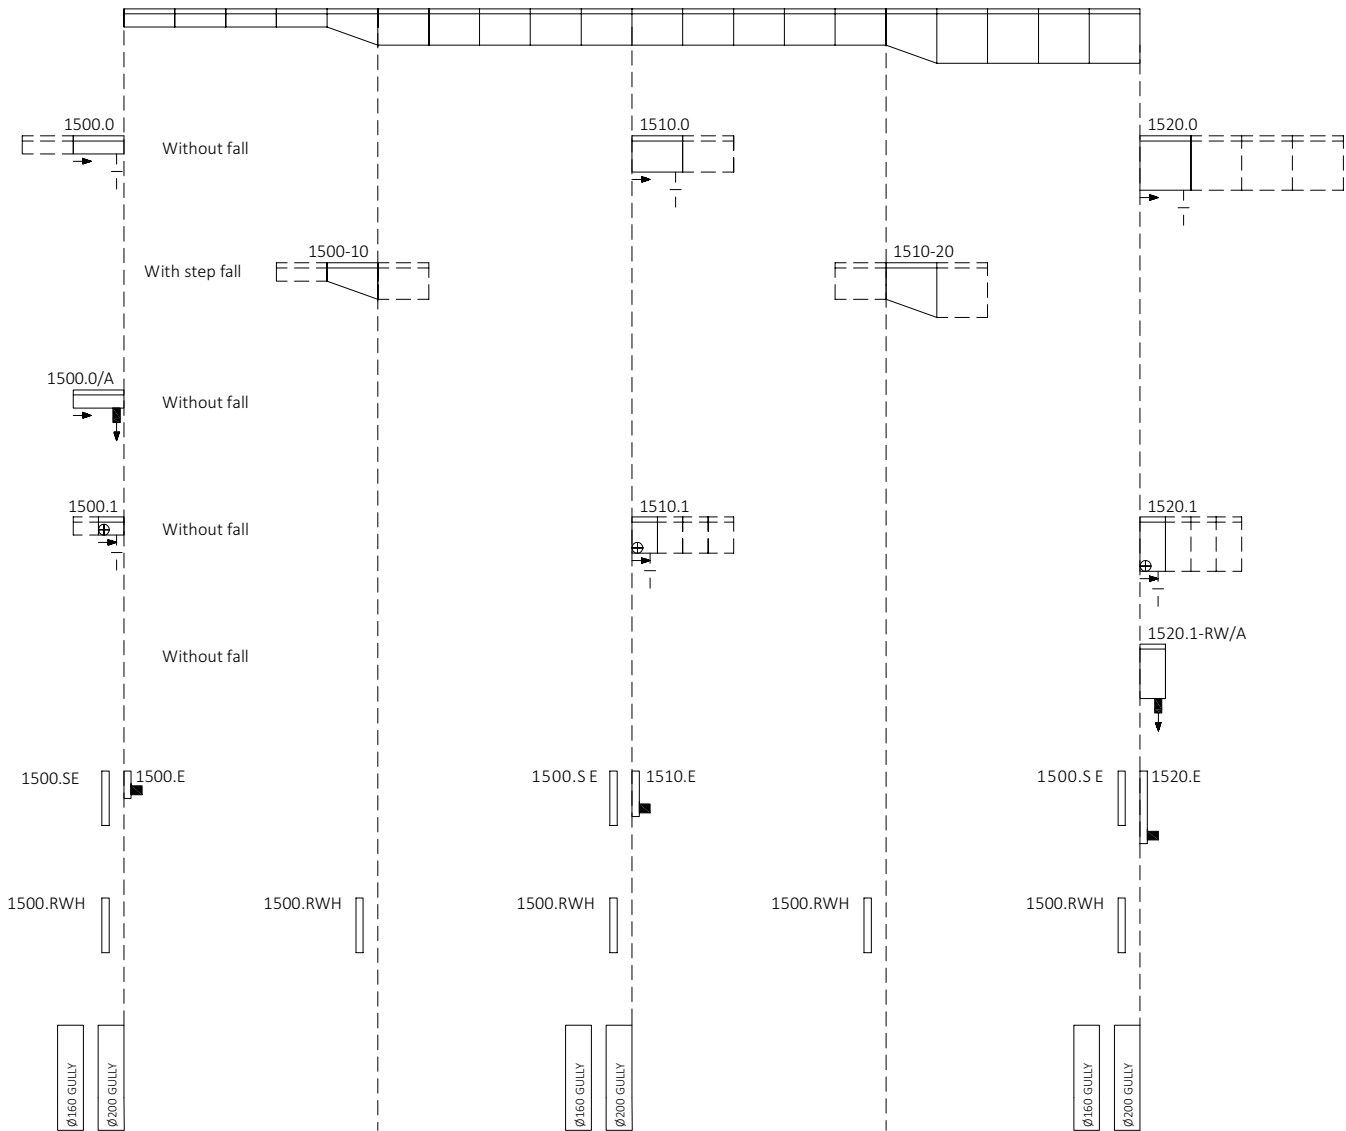 1500.0
1510.0
1520.0
Without fall
1500-10
1510-20
With step fall
1500.0/A
Without fall
1500.1
1510.1
1520.1
Without fall
1520.1-RW/A
Without fall
1500.SE
1500.E
1500.S E
1510.E
1500.S E
1520.E
1500.RWH
1500.RWH
1500.RWH
1500.RWH
1500.RWH
Ø160 GULLY
Ø200 GULLY
Ø160 GULLY
Ø200 GULLY
Ø160 GULLY
Ø200 GULLY